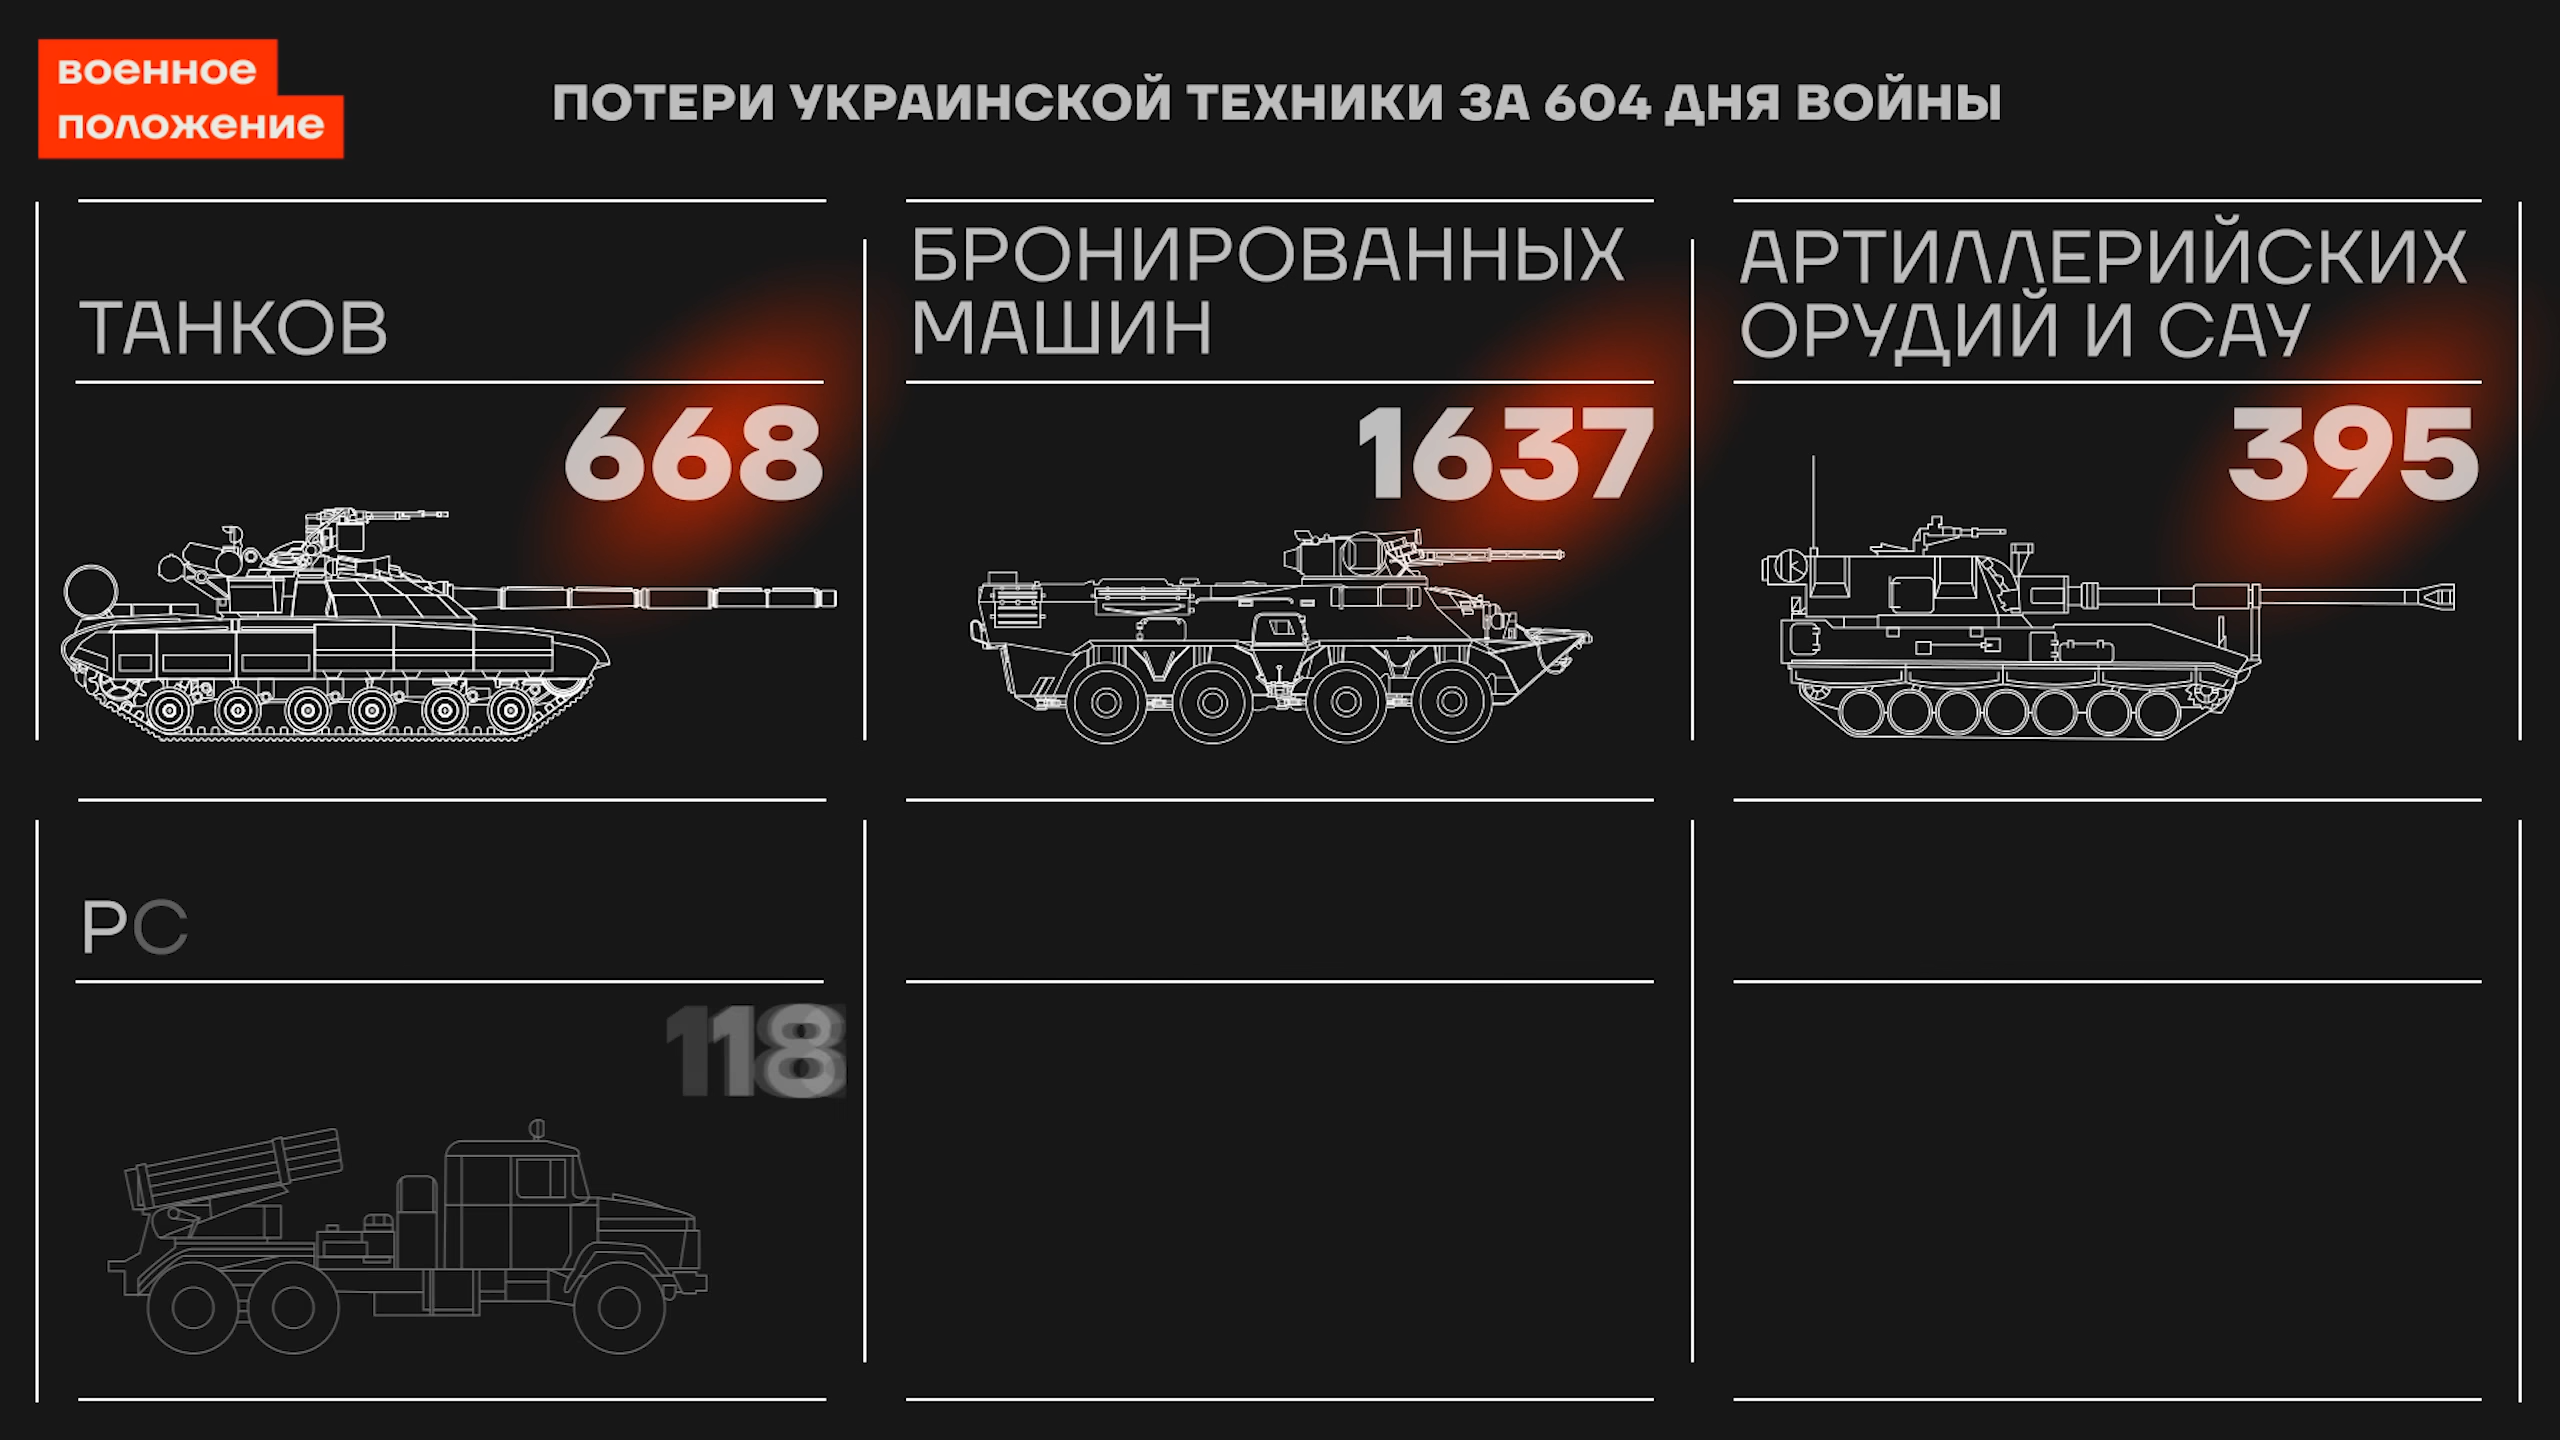 военное
положение
ПОТЕРИ УКРАИНСКОЙ ТЕХНИКИ ЗА 604 ДНЯ ВОЙНЫ
ТАНКОВ
668
БРОНИРОВАННЫХ
МАШИН
1637
АРТИЛЛЕРИЙСКИХ
ОРУДИЙ И САУ
395
РС